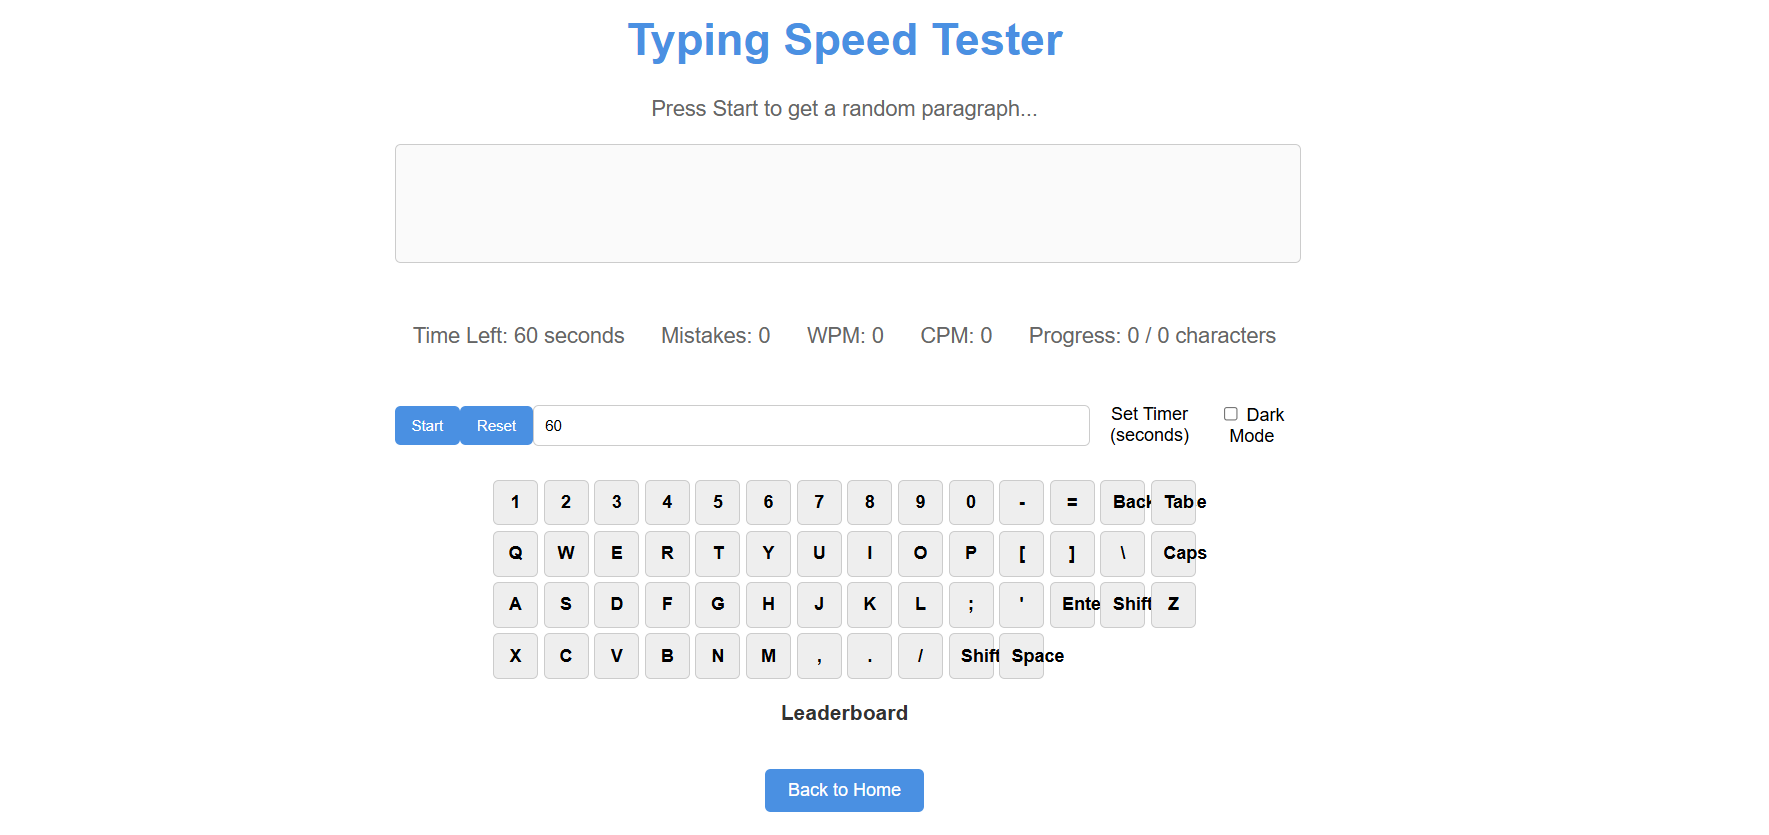 Typing Speed Tester
Press Start to get a random paragraph...
Time Left: 60 seconds Mistakes: 0 WPM: 0 CPM: 0 Progress: 0 / 0 characters
Start Reset 60 Set Timer (seconds) Dark Mode
1 2 3 4 5 6 7 8 9 0 - = Back Tab e
Q W E R T Y U I O P [ ] \ Caps
A S D F G H J K L ; ' Ente Shift Z
X C V B N M , . / Shift Space
Leaderboard
Back to Home